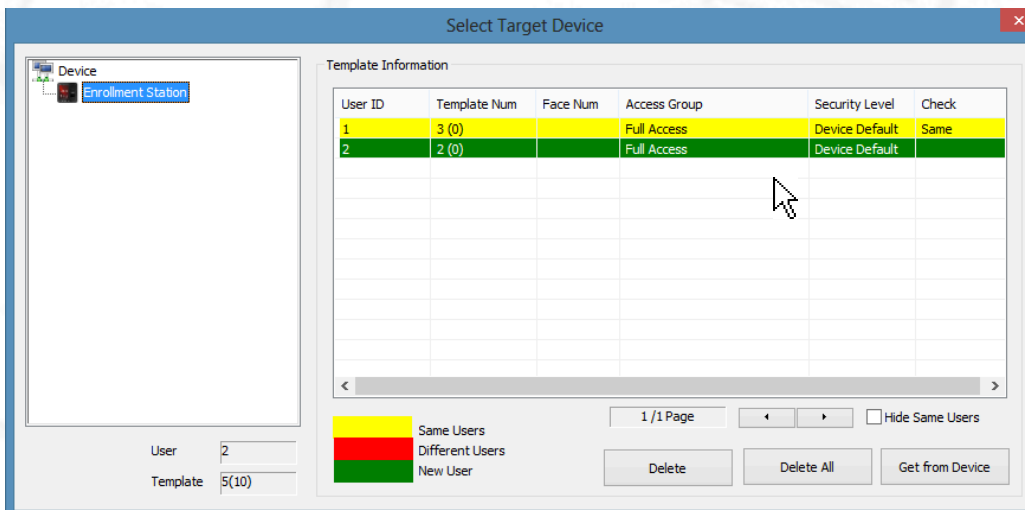 Select Target Device
Device
Enrollment Station
Template Information
User ID Template Num Face Num Access Group Security Level Check
1 3 (0) Full Access Device Default Same
2 2 (0) Full Access Device Default
1 /1 Page
Hide Same Users
Same Users
Different Users
New User
User 2
Template 5(10)
Delete
Delete All
Get from Device